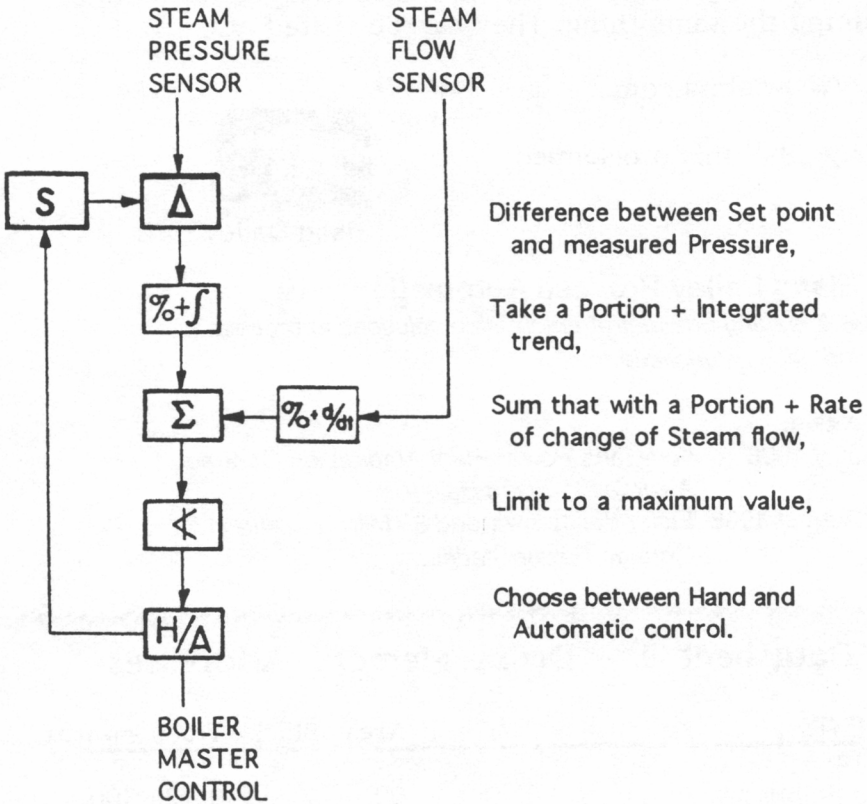 STEAM
PRESSURE
SENSOR
STEAM
FLOW
SENSOR
S
Δ
Difference between Set point
and measured Pressure,
%+∫
Take a Portion + Integrated
trend,
Σ
%+d/dt
Sum that with a Portion + Rate
of change of Steam flow,
∢
Limit to a maximum value,
H/A
Choose between Hand and
Automatic control.
BOILER
MASTER
CONTROL